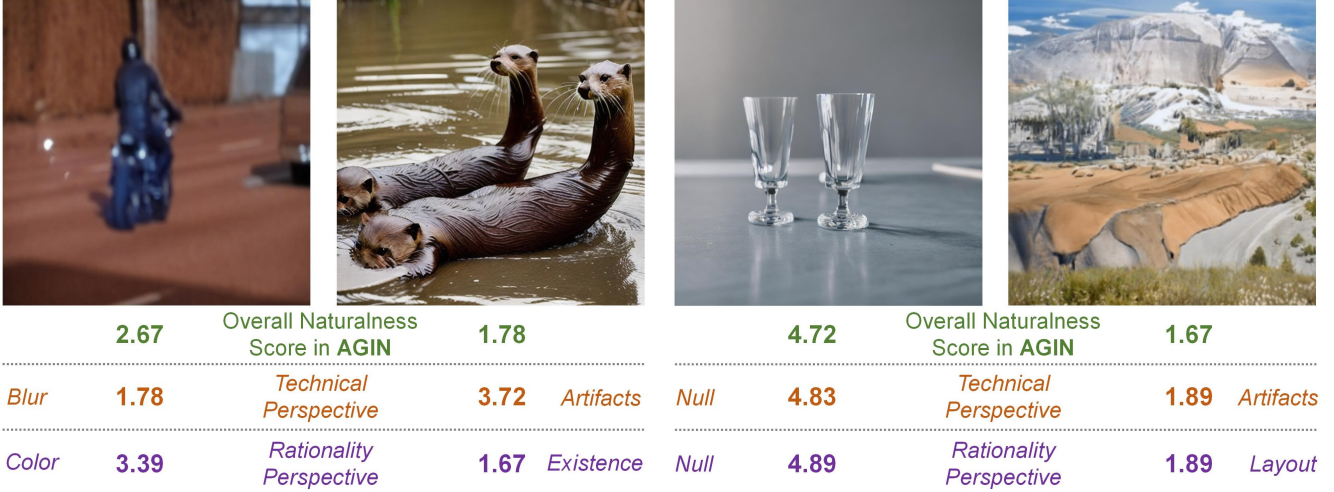 2.67 Overall Naturalness 1.78 4.72 Overall Naturalness 1.67
Score in AGIN Score in AGIN
Blur 1.78 Technical 3.72 Artifacts Null 4.83 Technical 1.89 Artifacts
Perspective Perspective
Color 3.39 Rationality 1.67 Existence Null 4.89 Rationality 1.89 Layout
Perspective Perspective